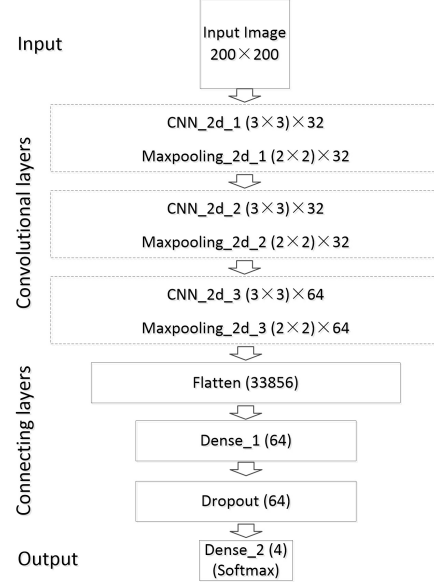 Input
Input Image
200×200
Convolutional layers
CNN_2d_1 (3×3)×32
Maxpooling_2d_1 (2×2)×32
CNN_2d_2 (3×3)×32
Maxpooling_2d_2 (2×2)×32
CNN_2d_3 (3×3)×64
Maxpooling_2d_3 (2×2)×64
Connecting layers
Flatten (33856)
Dense_1 (64)
Dropout (64)
Output
Dense_2 (4)
(Softmax)